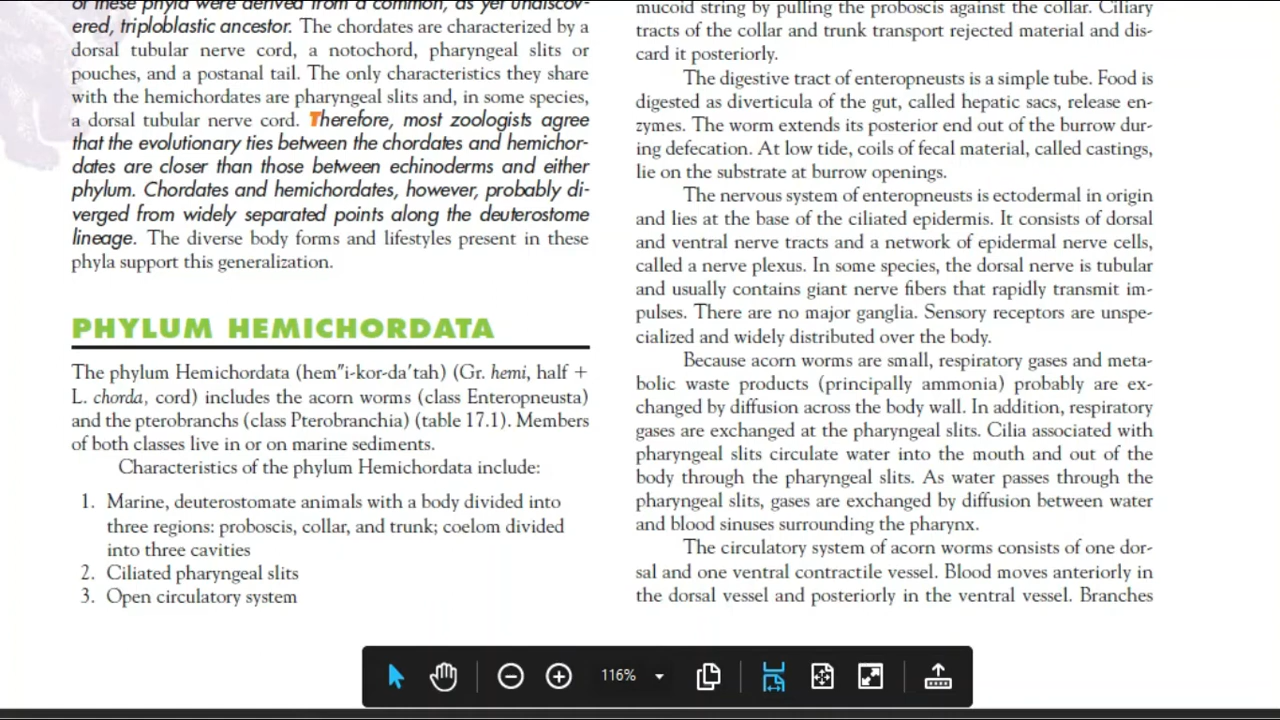 of these phyla were derived from a common, as yet undiscov-
ered, triploblastic ancestor. The chordates are characterized by a
dorsal tubular nerve cord, a notochord, pharyngeal slits or
pouches, and a postanal tail. The only characteristics they share
with the hemichordates are pharyngeal slits and, in some species,
a dorsal tubular nerve cord. Therefore, most zoologists agree
that the evolutionary ties between the chordates and hemichor-
dates are closer than those between echinoderms and either
phylum. Chordates and hemichordates, however, probably di-
verged from widely separated points along the deuterostome
lineage. The diverse body forms and lifestyles present in these
phyla support this generalization.
PHYLUM HEMICHORDATA
The phylum Hemichordata (hem″i-kor-da′tah) (Gr. hemi, half +
L. chorda, cord) includes the acorn worms (class Enteropneusta)
and the pterobranchs (class Pterobranchia) (table 17.1). Members
of both classes live in or on marine sediments.
Characteristics of the phylum Hemichordata include:
1. Marine, deuterostomate animals with a body divided into
three regions: proboscis, collar, and trunk; coelom divided
into three cavities
2. Ciliated pharyngeal slits
3. Open circulatory system
mucoid string by pulling the proboscis against the collar. Ciliary
tracts of the collar and trunk transport rejected material and dis-
card it posteriorly.
The digestive tract of enteropneusts is a simple tube. Food is
digested as diverticula of the gut, called hepatic sacs, release en-
zymes. The worm extends its posterior end out of the burrow dur-
ing defecation. At low tide, coils of fecal material, called castings,
lie on the substrate at burrow openings.
The nervous system of enteropneusts is ectodermal in origin
and lies at the base of the ciliated epidermis. It consists of dorsal
and ventral nerve tracts and a network of epidermal nerve cells,
called a nerve plexus. In some species, the dorsal nerve is tubular
and usually contains giant nerve fibers that rapidly transmit im-
pulses. There are no major ganglia. Sensory receptors are unspe-
cialized and widely distributed over the body.
Because acorn worms are small, respiratory gases and meta-
bolic waste products (principally ammonia) probably are ex-
changed by diffusion across the body wall. In addition, respiratory
gases are exchanged at the pharyngeal slits. Cilia associated with
pharyngeal slits circulate water into the mouth and out of the
body through the pharyngeal slits. As water passes through the
pharyngeal slits, gases are exchanged by diffusion between water
and blood sinuses surrounding the pharynx.
The circulatory system of acorn worms consists of one dor-
sal and one ventral contractile vessel. Blood moves anteriorly in
the dorsal vessel and posteriorly in the ventral vessel. Branches
116%